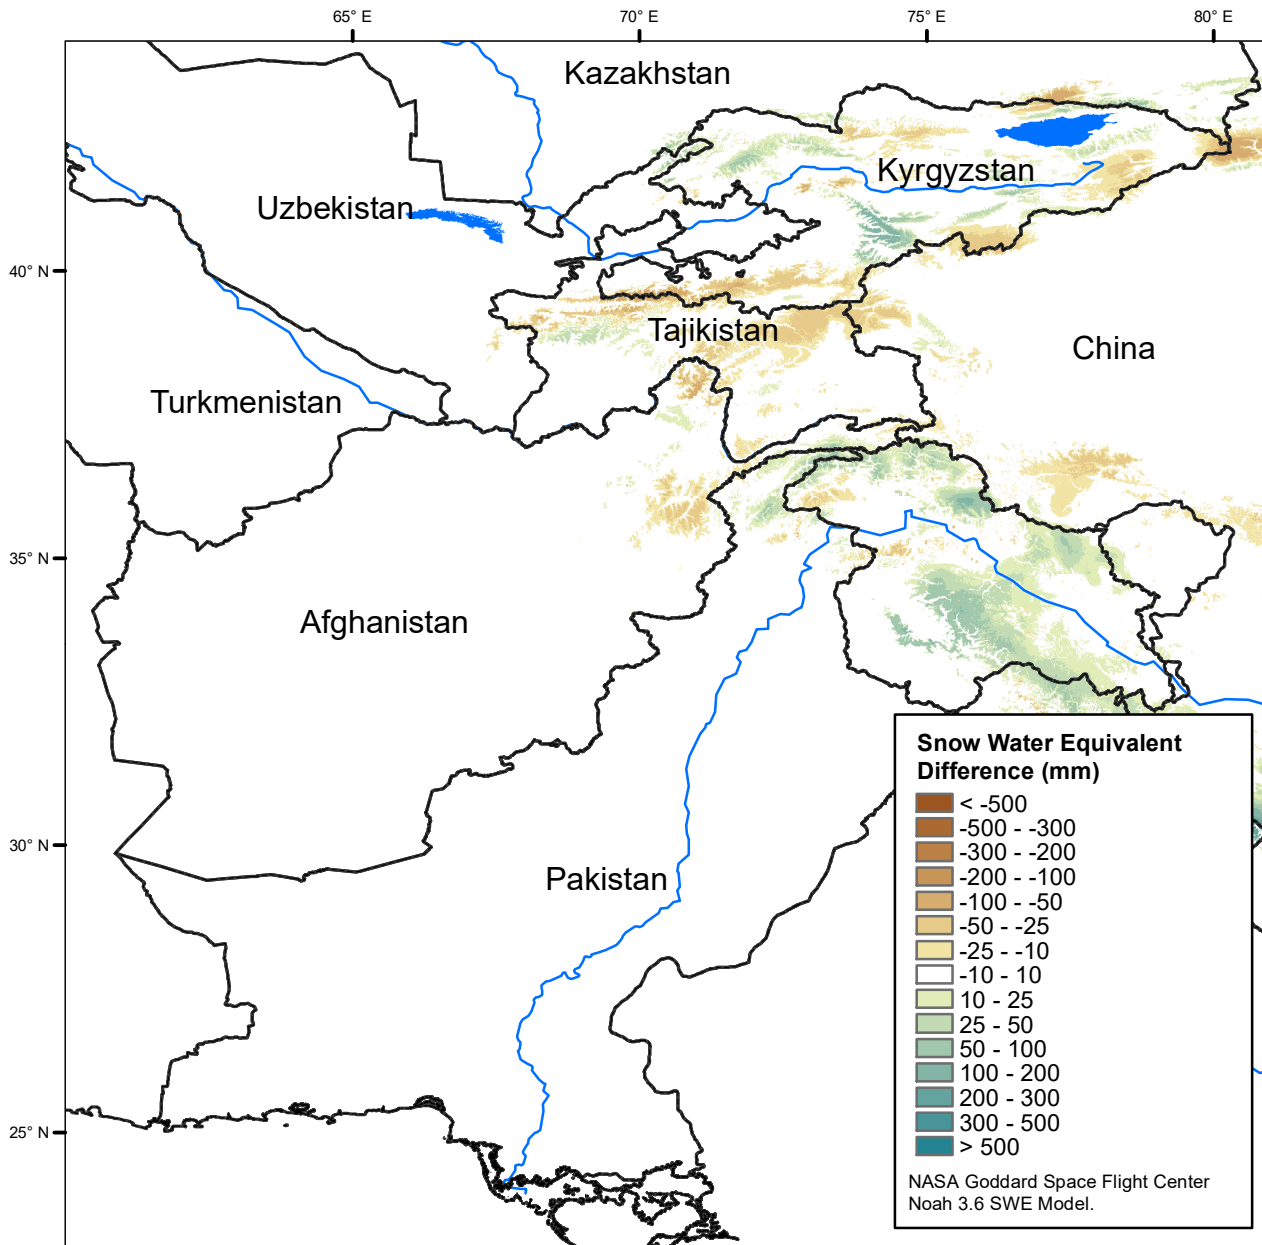 65° E
70° E
75° E
80° E
Kazakhstan
Kyrgyzstan
Uzbekistan
40° N
Tajikistan
China
Turkmenistan
35° N
Afghanistan
Snow Water Equivalent
Difference (mm)
< -500
-500 - -300
-300 - -200
-200 - -100
-100 - -50
-50 - -25
-25 - -10
-10 - 10
10 - 25
25 - 50
50 - 100
100 - 200
200 - 300
300 - 500
> 500
NASA Goddard Space Flight Center
Noah 3.6 SWE Model.
30° N
Pakistan
25° N